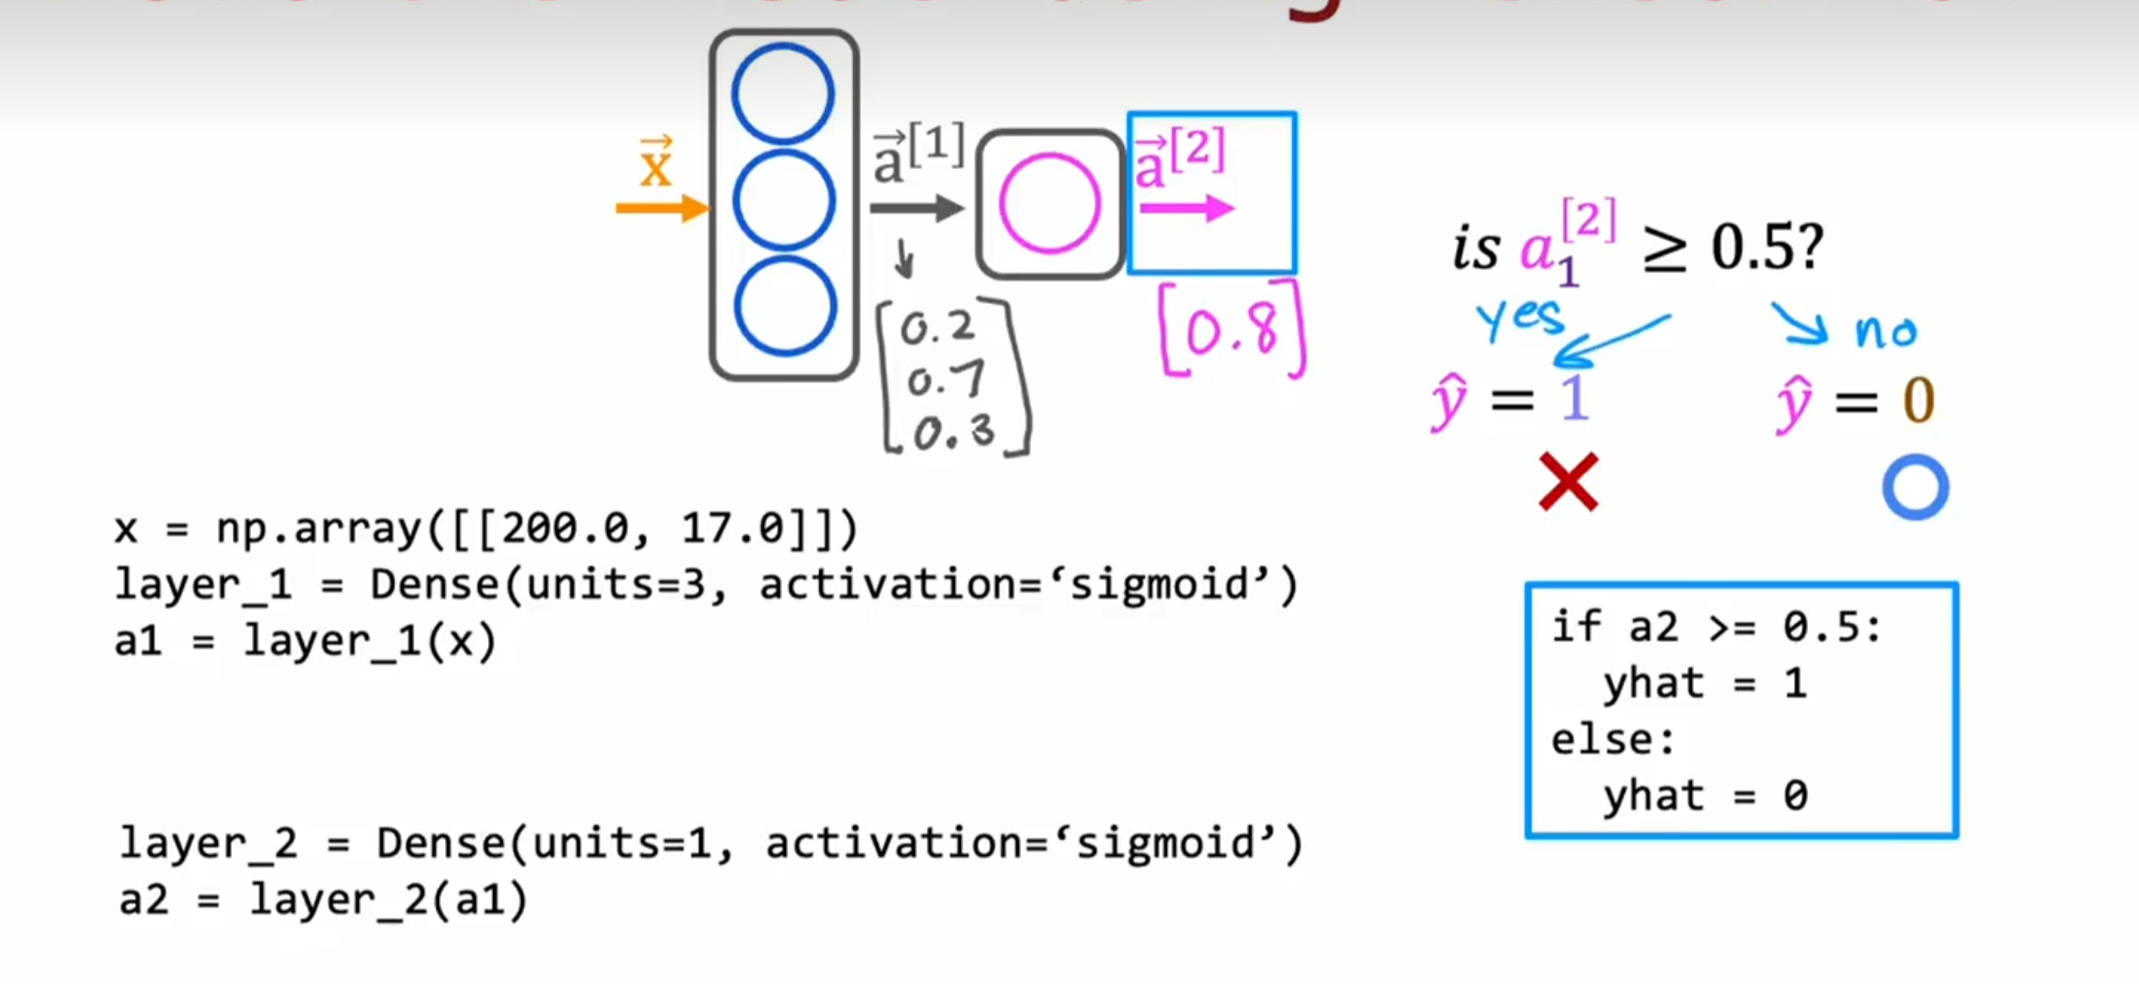 x⃗
a⃗[1]
a⃗[2]
0.2
0.7
0.3
[0.8]
is a₁[2] ≥ 0.5?
yes
no
ŷ = 1
ŷ = 0
x = np.array([[200.0, 17.0]])
layer_1 = Dense(units=3, activation=‘sigmoid’)
a1 = layer_1(x)
layer_2 = Dense(units=1, activation=‘sigmoid’)
a2 = layer_2(a1)
if a2 >= 0.5:
yhat = 1
else:
yhat = 0